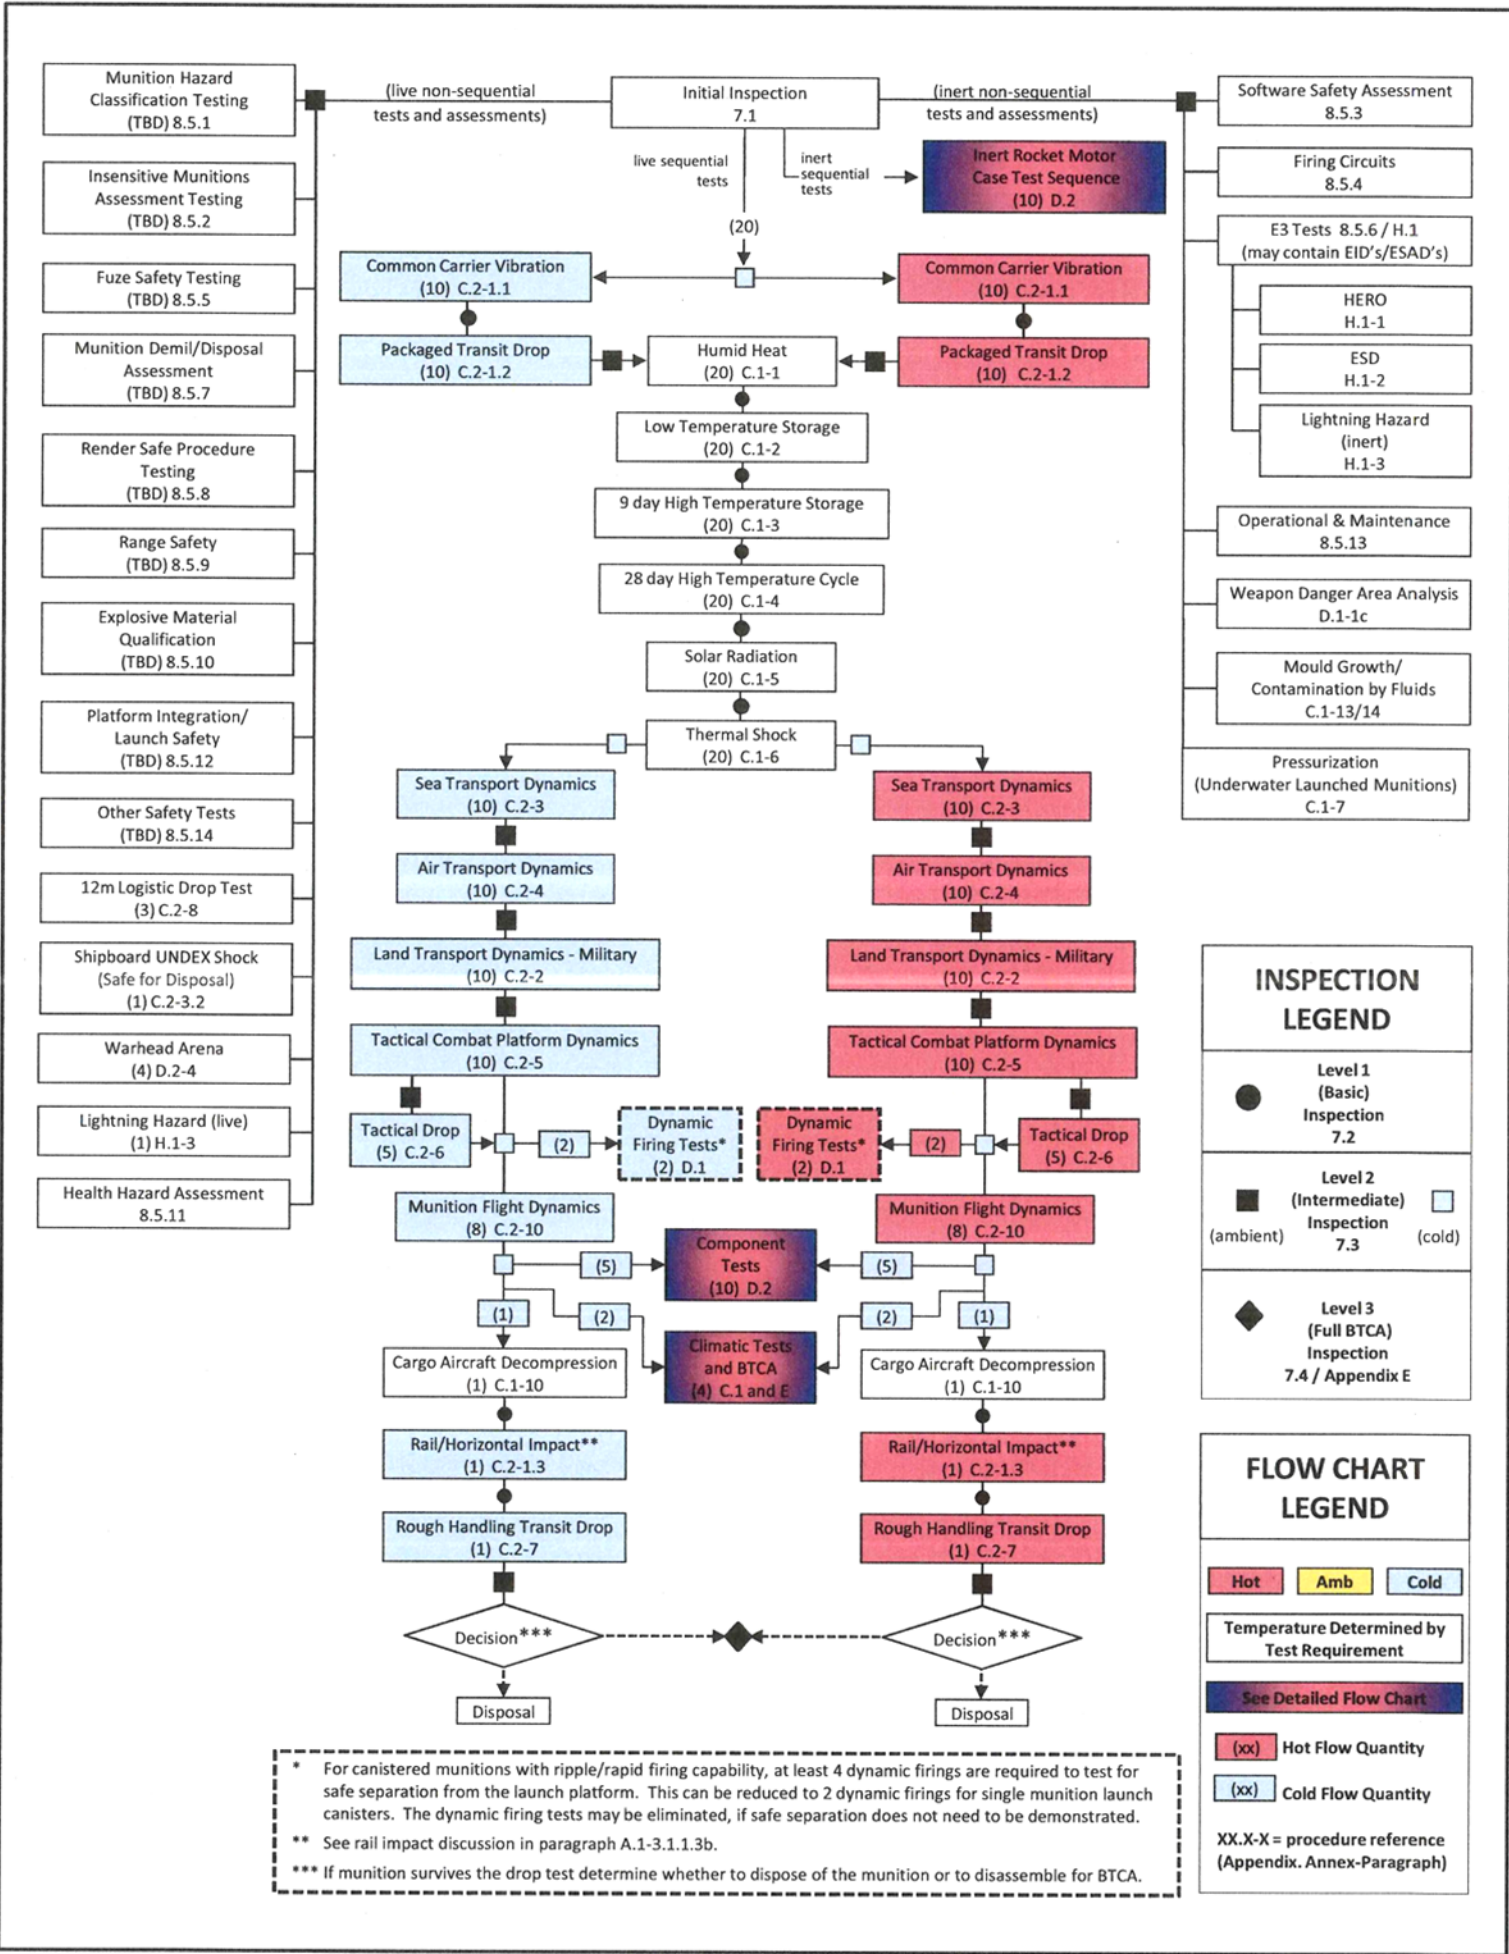 Munition Hazard
Classification Testing
(TBD) 8.5.1
Insensitive Munitions
Assessment Testing
(TBD) 8.5.2
Fuze Safety Testing
(TBD) 8.5.5
Munition Demil/Disposal
Assessment
(TBD) 8.5.7
Render Safe Procedure
Testing
(TBD) 8.5.8
Range Safety
(TBD) 8.5.9
Explosive Material
Qualification
(TBD) 8.5.10
Platform Integration/
Launch Safety
(TBD) 8.5.12
Other Safety Tests
(TBD) 8.5.14
12m Logistic Drop Test
(3) C.2-8
Shipboard UNDEX Shock
(Safe for Disposal)
(1) C.2-3.2
Warhead Arena
(4) D.2-4
Lightning Hazard (live)
(1) H.1-3
Health Hazard Assessment
8.5.11
(live non-sequential
tests and assessments)
Initial Inspection
7.1
(inert non-sequential
tests and assessments)
live sequential
tests
inert
sequential
tests
Inert Rocket Motor
Case Test Sequence
(10) D.2
(20)
Common Carrier Vibration
(10) C.2-1.1
Common Carrier Vibration
(10) C.2-1.1
Packaged Transit Drop
(10) C.2-1.2
Humid Heat
(20) C.1-1
Packaged Transit Drop
(10) C.2-1.2
Low Temperature Storage
(20) C.1-2
9 day High Temperature Storage
(20) C.1-3
28 day High Temperature Cycle
(20) C.1-4
Solar Radiation
(20) C.1-5
Thermal Shock
(20) C.1-6
Sea Transport Dynamics
(10) C.2-3
Sea Transport Dynamics
(10) C.2-3
Air Transport Dynamics
(10) C.2-4
Air Transport Dynamics
(10) C.2-4
Land Transport Dynamics - Military
(10) C.2-2
Land Transport Dynamics - Military
(10) C.2-2
Tactical Combat Platform Dynamics
(10) C.2-5
Tactical Combat Platform Dynamics
(10) C.2-5
Tactical Drop
(5) C.2-6
(2)
Dynamic
Firing Tests*
(2) D.1
Dynamic
Firing Tests*
(2) D.1
(2)
Tactical Drop
(5) C.2-6
Munition Flight Dynamics
(8) C.2-10
Munition Flight Dynamics
(8) C.2-10
(5)
Component
Tests
(10) D.2
(5)
(1)
(2)
Climatic Tests
and BTCA
(4) C.1 and E
(2)
(1)
Cargo Aircraft Decompression
(1) C.1-10
Cargo Aircraft Decompression
(1) C.1-10
Rail/Horizontal Impact**
(1) C.2-1.3
Rail/Horizontal Impact**
(1) C.2-1.3
Rough Handling Transit Drop
(1) C.2-7
Rough Handling Transit Drop
(1) C.2-7
Decision***
Decision***
Disposal
Disposal
Software Safety Assessment
8.5.3
Firing Circuits
8.5.4
E3 Tests 8.5.6 / H.1
(may contain EID's/ESAD's)
HERO
H.1-1
ESD
H.1-2
Lightning Hazard
(inert)
H.1-3
Operational & Maintenance
8.5.13
Weapon Danger Area Analysis
D.1-1c
Mould Growth/
Contamination by Fluids
C.1-13/14
Pressurization
(Underwater Launched Munitions)
C.1-7
INSPECTION
LEGEND
Level 1
(Basic)
Inspection
7.2
Level 2
(Intermediate)
Inspection
7.3
(ambient)
(cold)
Level 3
(Full BTCA)
Inspection
7.4 / Appendix E
FLOW CHART
LEGEND
Hot Amb Cold
Temperature Determined by
Test Requirement
See Detailed Flow Chart
(xx) Hot Flow Quantity
(xx) Cold Flow Quantity
XX.X-X = procedure reference
(Appendix. Annex-Paragraph)
* For canistered munitions with ripple/rapid firing capability, at least 4 dynamic firings are required to test for
safe separation from the launch platform. This can be reduced to 2 dynamic firings for single munition launch
canisters. The dynamic firing tests may be eliminated, if safe separation does not need to be demonstrated.
** See rail impact discussion in paragraph A.1-3.1.1.3b.
*** If munition survives the drop test determine whether to dispose of the munition or to disassemble for BTCA.